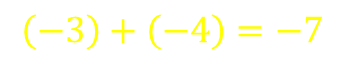 (−3) + (−4) = −7